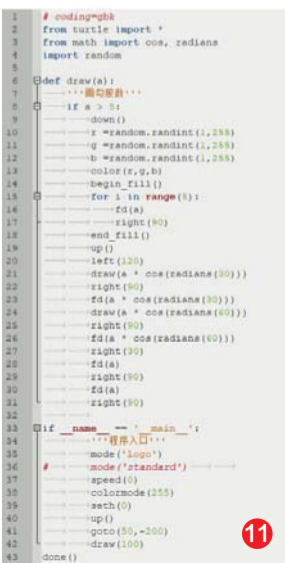 1 # coding=gbk
2 from turtle import *
3 from math import cos, radians
4 import random
5
6 def draw(a):
7 '''画勾股数'''
8 if a > 5:
9 down()
10 r =random.randint(1,255)
11 g =random.randint(1,255)
12 b =random.randint(1,255)
13 color(r,g,b)
14 begin_fill()
15 for i in range(5):
16 fd(a)
17 right(90)
18 end_fill()
19 up()
20 left(120)
21 draw(a * cos(radians(30)))
22 right(90)
23 fd(a * cos(radians(30)))
24 draw(a * cos(radians(60)))
25 right(90)
26 fd(a * cos(radians(60)))
27 right(30)
28 fd(a)
29 right(90)
30 fd(a)
31 right(90)
32
33 if __name__ == '__main__':
34 '''程序入口'''
35 mode('logo')
36 # mode('standard')
37 speed(0)
38 colormode(255)
39 seth(0)
40 up()
41 goto(50,-200)
42 draw(100)
43 done()
11